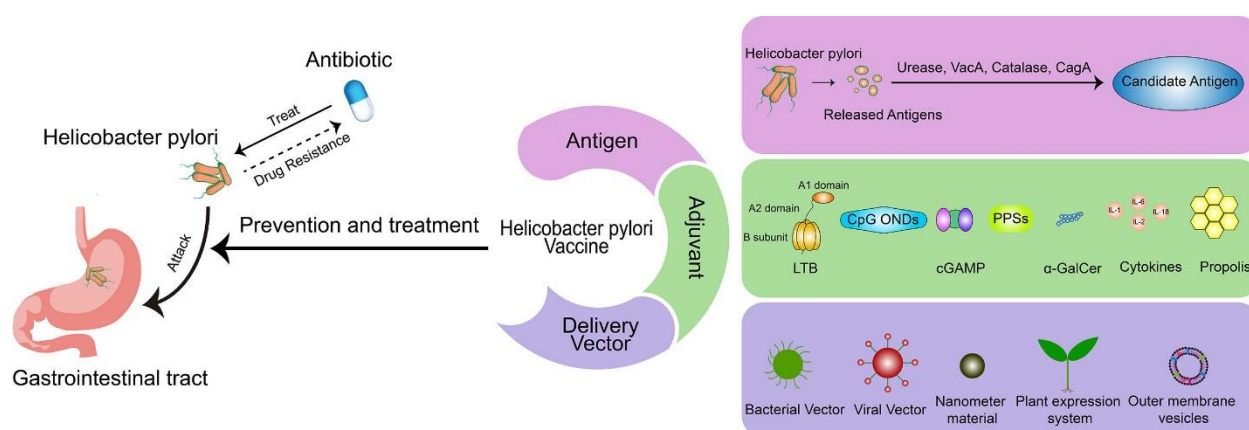 Antibiotic
Treat
Drug Resistance
Helicobacter pylori
Attack
Gastrointestinal tract
Prevention and treatment
Antigen
Adjuvant
Helicobacter pylori
Vaccine
Delivery
Vector
Helicobacter pylori
Released Antigens
Urease, VacA, Catalase, CagA
Candidate Antigen
A1 domain
A2 domain
B subunit
LTB
CpG ONDs
cGAMP
PPSs
α-GalCer
IL-6
IL-1
IL-18
IL-2
Cytokines
Propolis
Bacterial Vector
Viral Vector
Nanometer
material
Plant expression
system
Outer membrane
vesicles